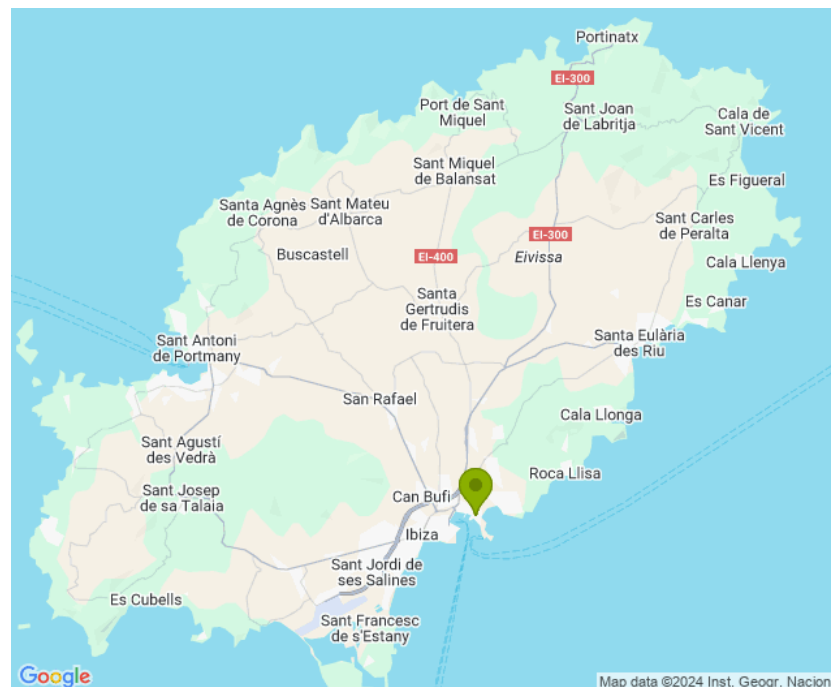 Portinatx
EI-300
Port de Sant
Miquel
Sant Joan
de Labritja
Cala de
Sant Vicent
Sant Miquel
de Balansat
Es Figueral
Santa Agnès
de Corona
Sant Mateu
d'Albarca
Sant Carles
de Peralta
EI-300
Buscastell
EI-400
Eivissa
Cala Llenya
Santa
Gertrudis
de Fruitera
Es Canar
Sant Antoni
de Portmany
Santa Eulària
des Riu
San Rafael
Cala Llonga
Sant Agustí
des Vedrà
Roca Llisa
Sant Josep
de sa Talaia
Can Bufí
Ibiza
Sant Jordi de
ses Salines
Es Cubells
Sant Francesc
de s'Estany
Google
Map data ©2024 Inst. Geogr. Nacion